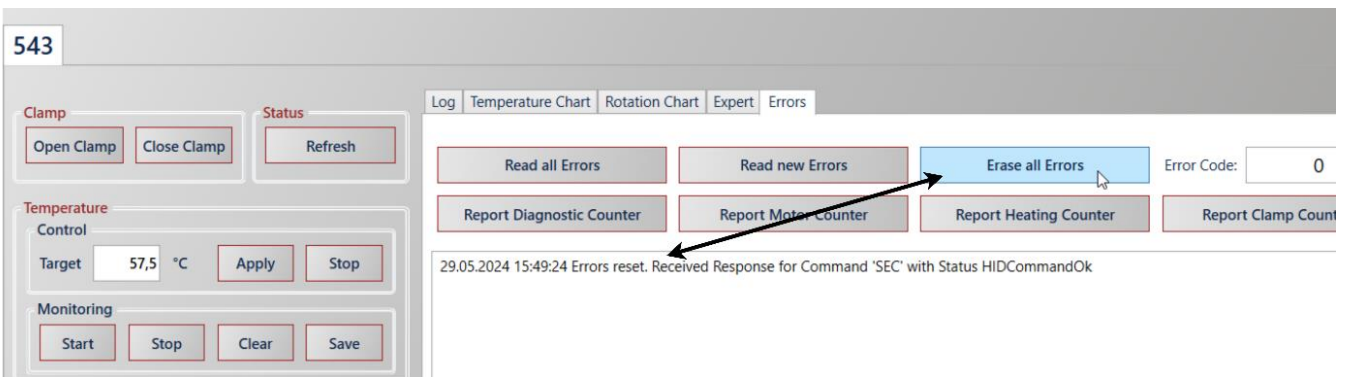 543
Clamp
Open Clamp Close Clamp
Status
Refresh
Temperature
Control
Target 57,5 °C Apply Stop
Monitoring
Start Stop Clear Save
Log Temperature Chart Rotation Chart Expert Errors
Read all Errors Read new Errors Erase all Errors Error Code: 0
Report Diagnostic Counter Report Motor Counter Report Heating Counter Report Clamp Count
29.05.2024 15:49:24 Errors reset. Received Response for Command 'SEC' with Status HIDCommandOk